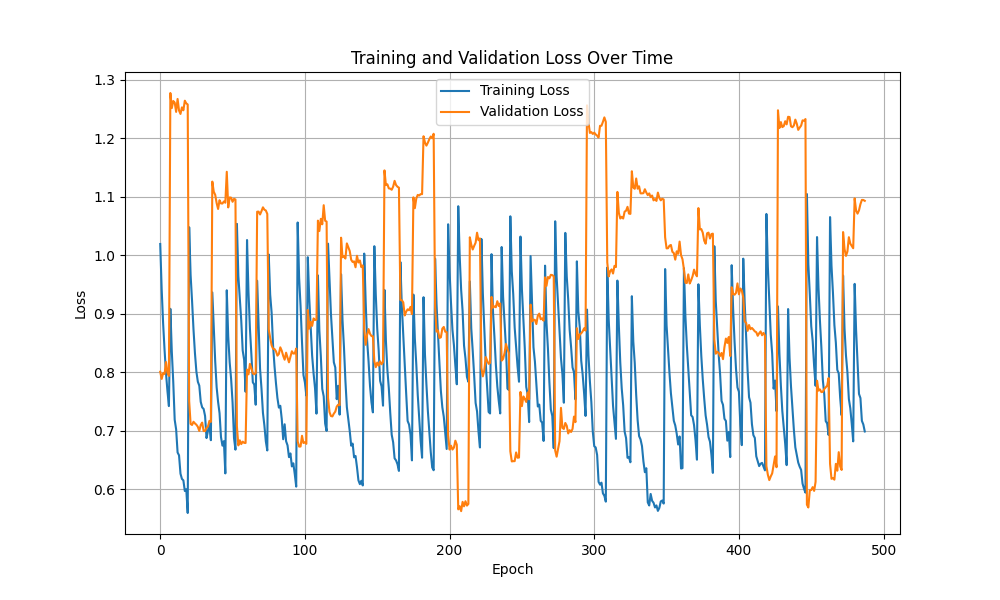 Training and Validation Loss Over Time
Training Loss
Validation Loss
1.3
1.2
1.1
1.0
0.9
0.8
0.7
0.6
Loss
0
100
200
300
400
500
Epoch